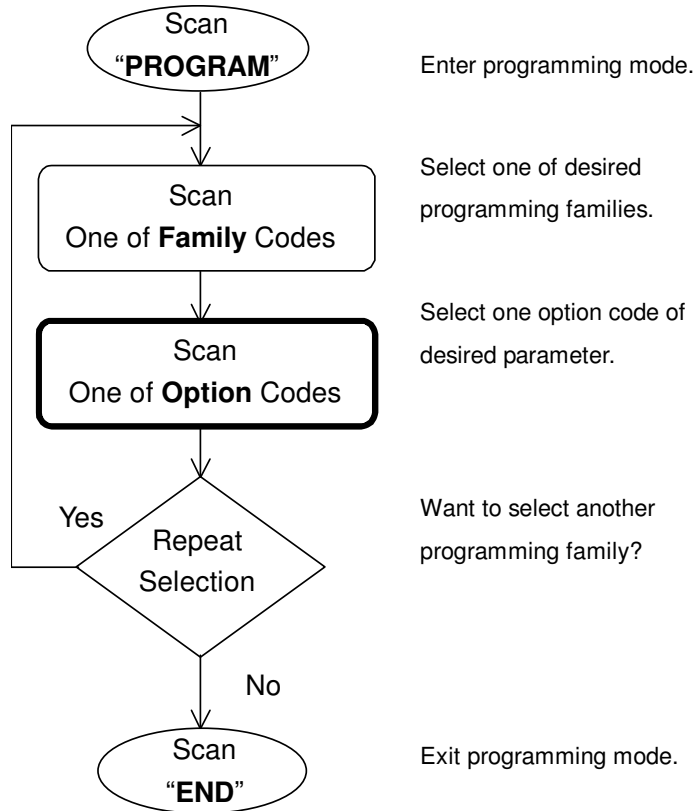 Scan
“PROGRAM”
Enter programming mode.
Scan
One of Family Codes
Select one of desired
programming families.
Scan
One of Option Codes
Select one option code of
desired parameter.
Yes
Repeat
Selection
Want to select another
programming family?
No
Scan
“END”
Exit programming mode.